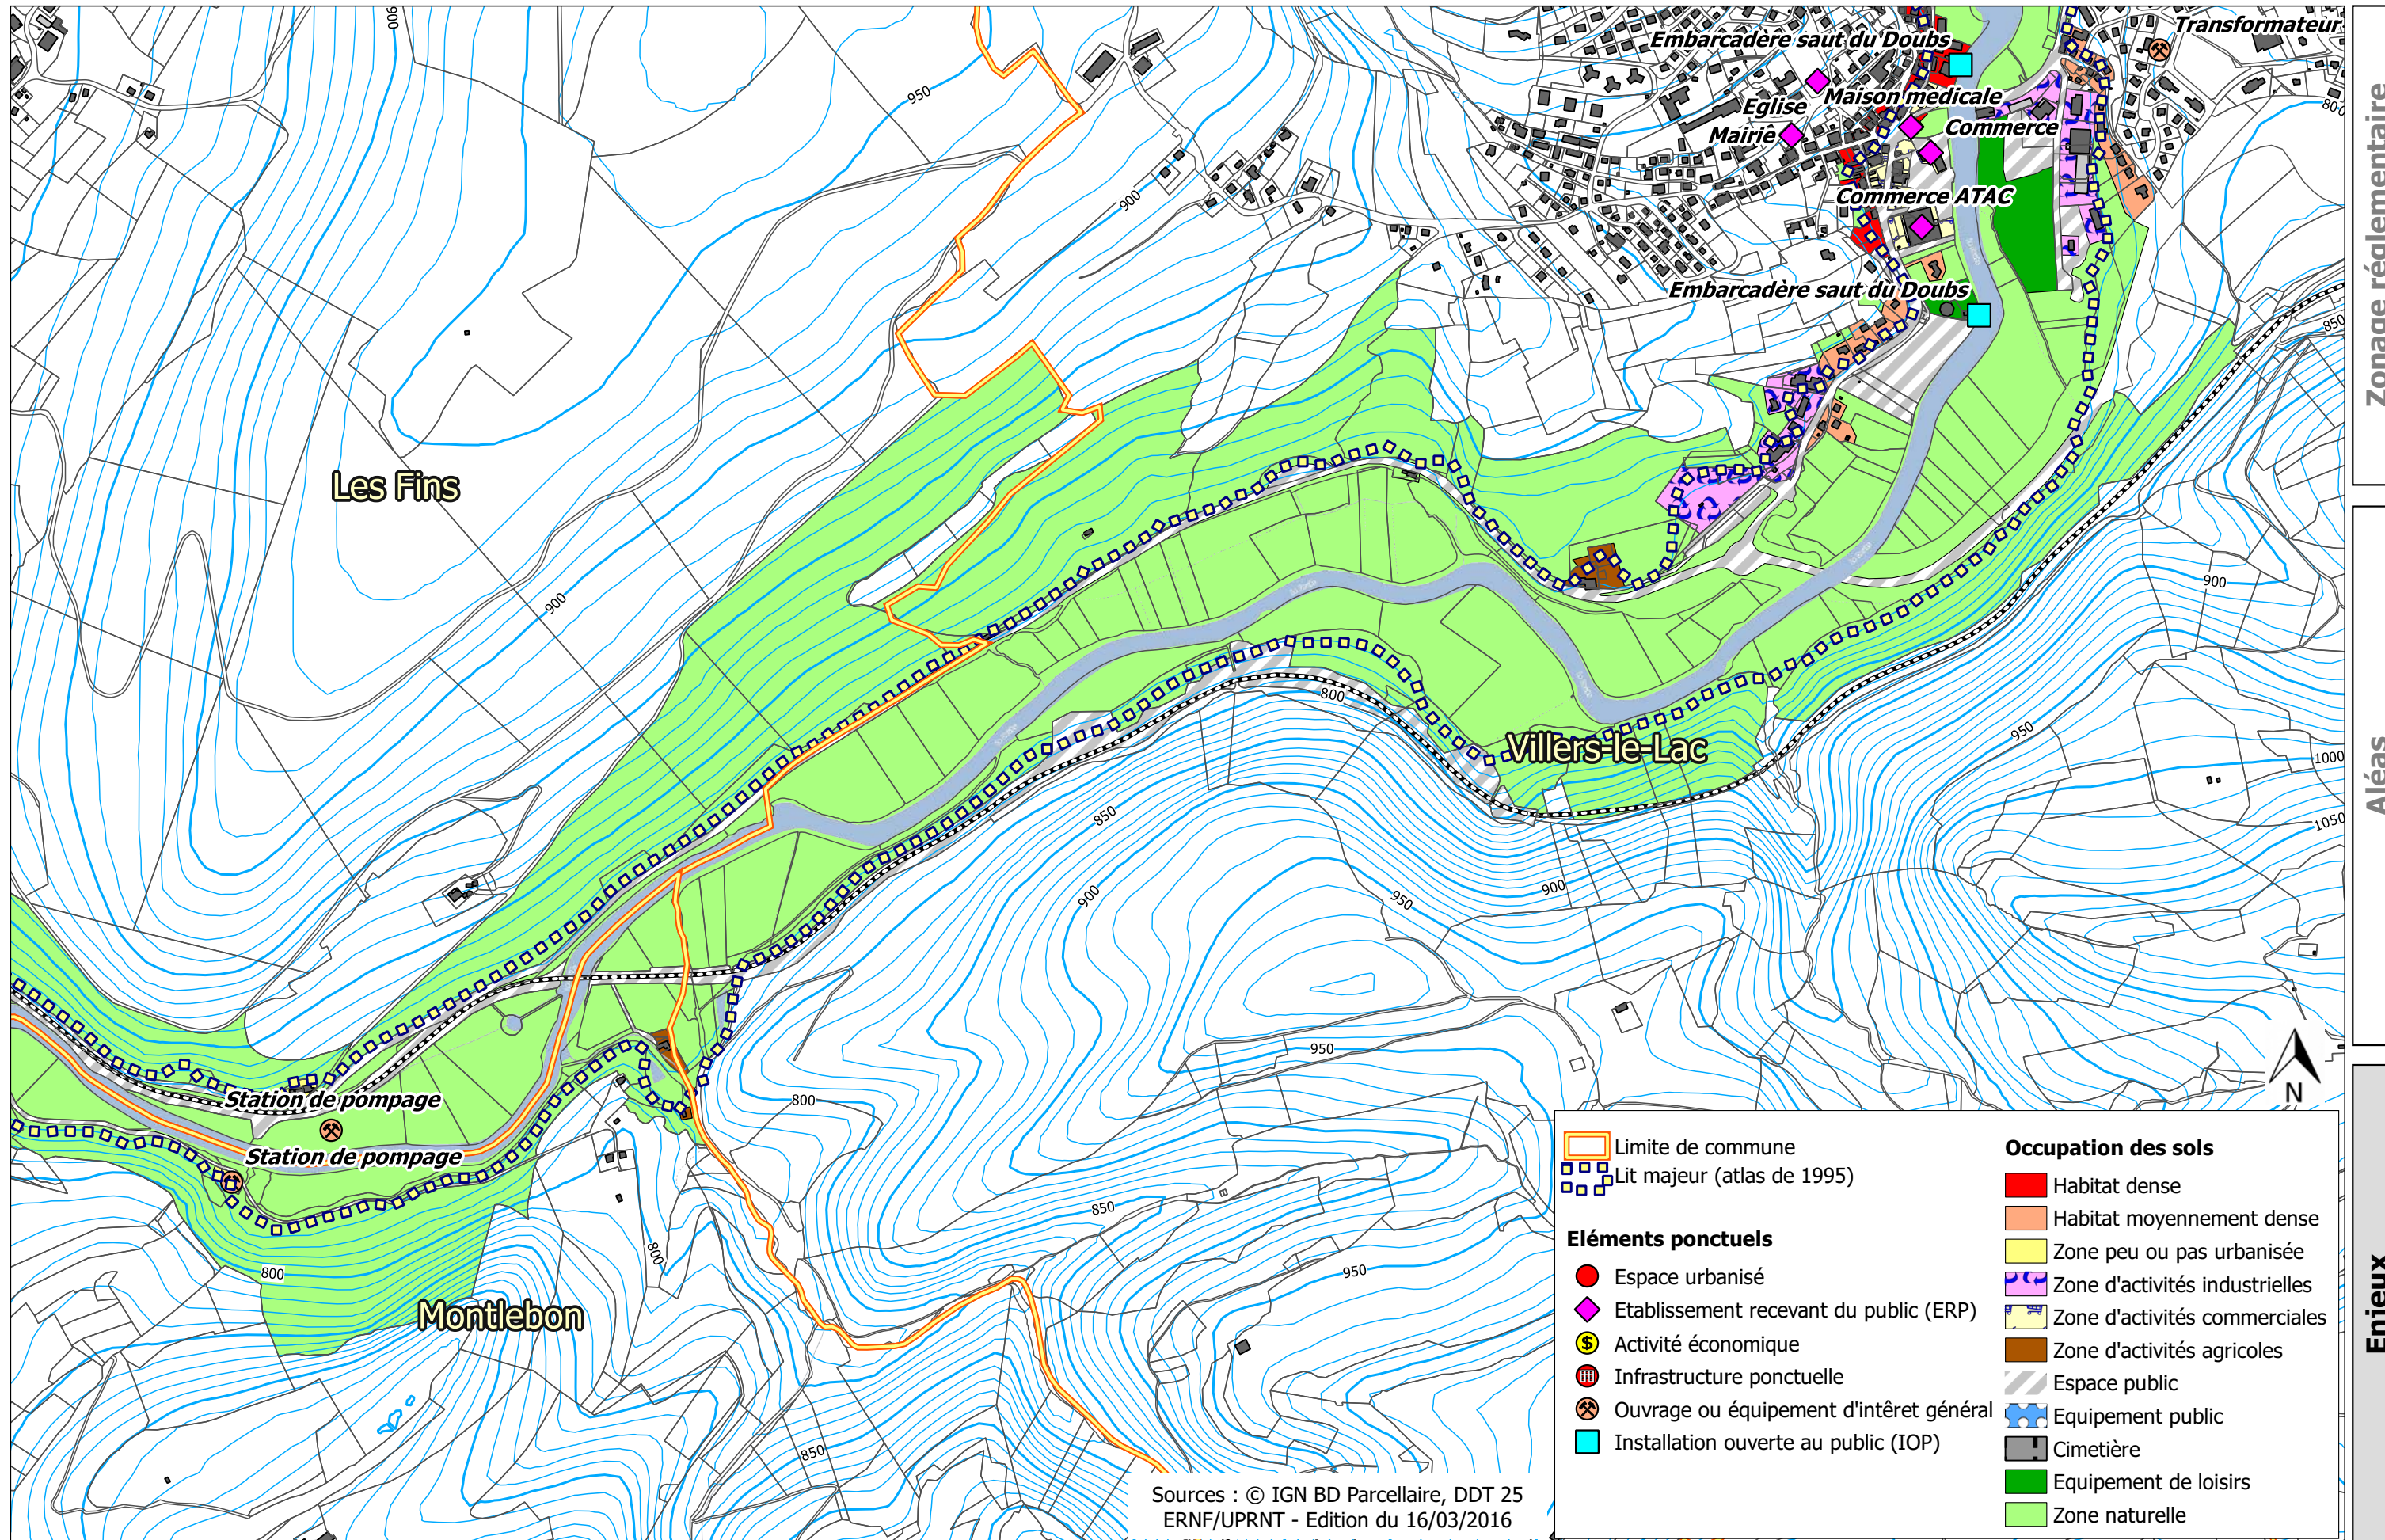 Transformateur
Embarcadère saut du Doubs
Maison médicale
Eglise
Mairie
Commerce
Commerce ATAC
Embarcadère saut du Doubs
Les Fins
Villers-le-Lac
Station de pompage
Station de pompage
Montlebon
900
950
900
800
850
900
900
950
1000
1050
800
850
900
950
900
950
800
850
950
800
800
850
Zonage réglementaire
Aléas
Enjeux
N
Limite de commune
Lit majeur (atlas de 1995)
Eléments ponctuels
Espace urbanisé
Etablissement recevant du public (ERP)
Activité économique
Infrastructure ponctuelle
Ouvrage ou équipement d'intêret général
Installation ouverte au public (IOP)
Occupation des sols
Habitat dense
Habitat moyennement dense
Zone peu ou pas urbanisée
Zone d'activités industrielles
Zone d'activités commerciales
Zone d'activités agricoles
Espace public
Equipement public
Cimetière
Equipement de loisirs
Zone naturelle
Sources : © IGN BD Parcellaire, DDT 25
ERNF/UPRNT - Edition du 16/03/2016